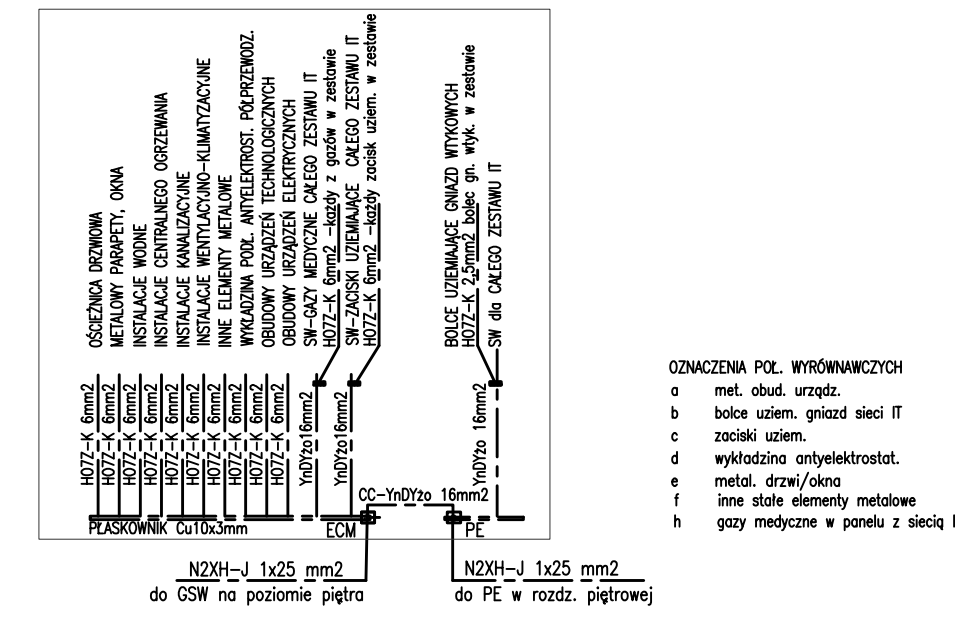 OŚCIEŻNICA DRZWIOWA
METALOWY PARAPETY, OKNA
INSTALACJE WODNE
INSTALACJE CENTRALNEGO OGRZEWANIA
INSTALACJE KANALIZACYJNE
INSTALACJE WENTYLACYJNO-KLIMATYZACYJNE
INNE ELEMENTY METALOWE
WYKŁADZINA PODŁ. ANTYELEKTROST. PÓŁPRZEWODZ.
OBUDOWY URZĄDZEŃ TECHNOLOGICZNYCH
OBUDOWY URZĄDZEŃ ELEKTRYCZNYCH
SW-GAZY MEDYCZNE CAŁEGO ZESTAWU IT
H07Z-K 6mm2 -każdy z gazów w zestawie
SW-ZACISKI UZIEMIAJĄCE CAŁEGO ZESTAWU IT
H07Z-K 6mm2 -każdy zacisk uziem. w zestawie
BOLCE UZIEMIAJĄCE GNIAZD WTYKOWYCH
H07Z-K 2,5mm2 bolec gn. wtyk. w zestawie
SW dla CAŁEGO ZESTAWU IT
H07Z-K 6mm2
H07Z-K 6mm2
H07Z-K 6mm2
H07Z-K 6mm2
H07Z-K 6mm2
H07Z-K 6mm2
H07Z-K 6mm2
H07Z-K 6mm2
H07Z-K 6mm2
H07Z-K 6mm2
YnDYżo16mm2
YnDYżo16mm2
YnDYżo 16mm2
CC-YnDYżo 16mm2
PŁASKOWNIK Cu10x3mm
ECM
PE
N2XH-J 1x25 mm2
do GSW na poziomie piętra
N2XH-J 1x25 mm2
do PE w rozdz. piętrowej
OZNACZENIA POŁ. WYRÓWNAWCZYCH
a met. obud. urządz.
b bolce uziem. gniazd sieci IT
c zaciski uziem.
d wykładzina antyelektrostat.
e metal. drzwi/okna
f inne stałe elementy metalowe
h gazy medyczne w panelu z siecią I